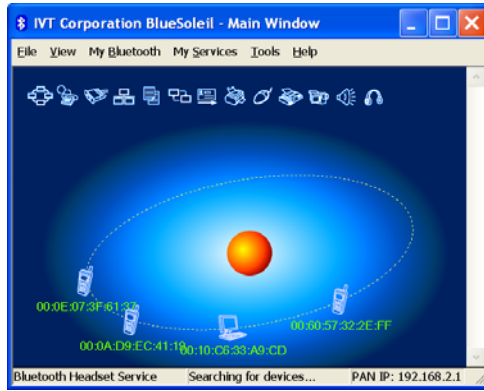 IVT Corporation BlueSoleil - Main Window
File View My Bluetooth My Services Tools Help
00:0E:07:3F:61:37
00:60:57:32:2E:FF
00:0A:D9:EC:41:19
00:10:C6:33:A9:CD
Bluetooth Headset Service Searching for devices... PAN IP: 192.168.2.1